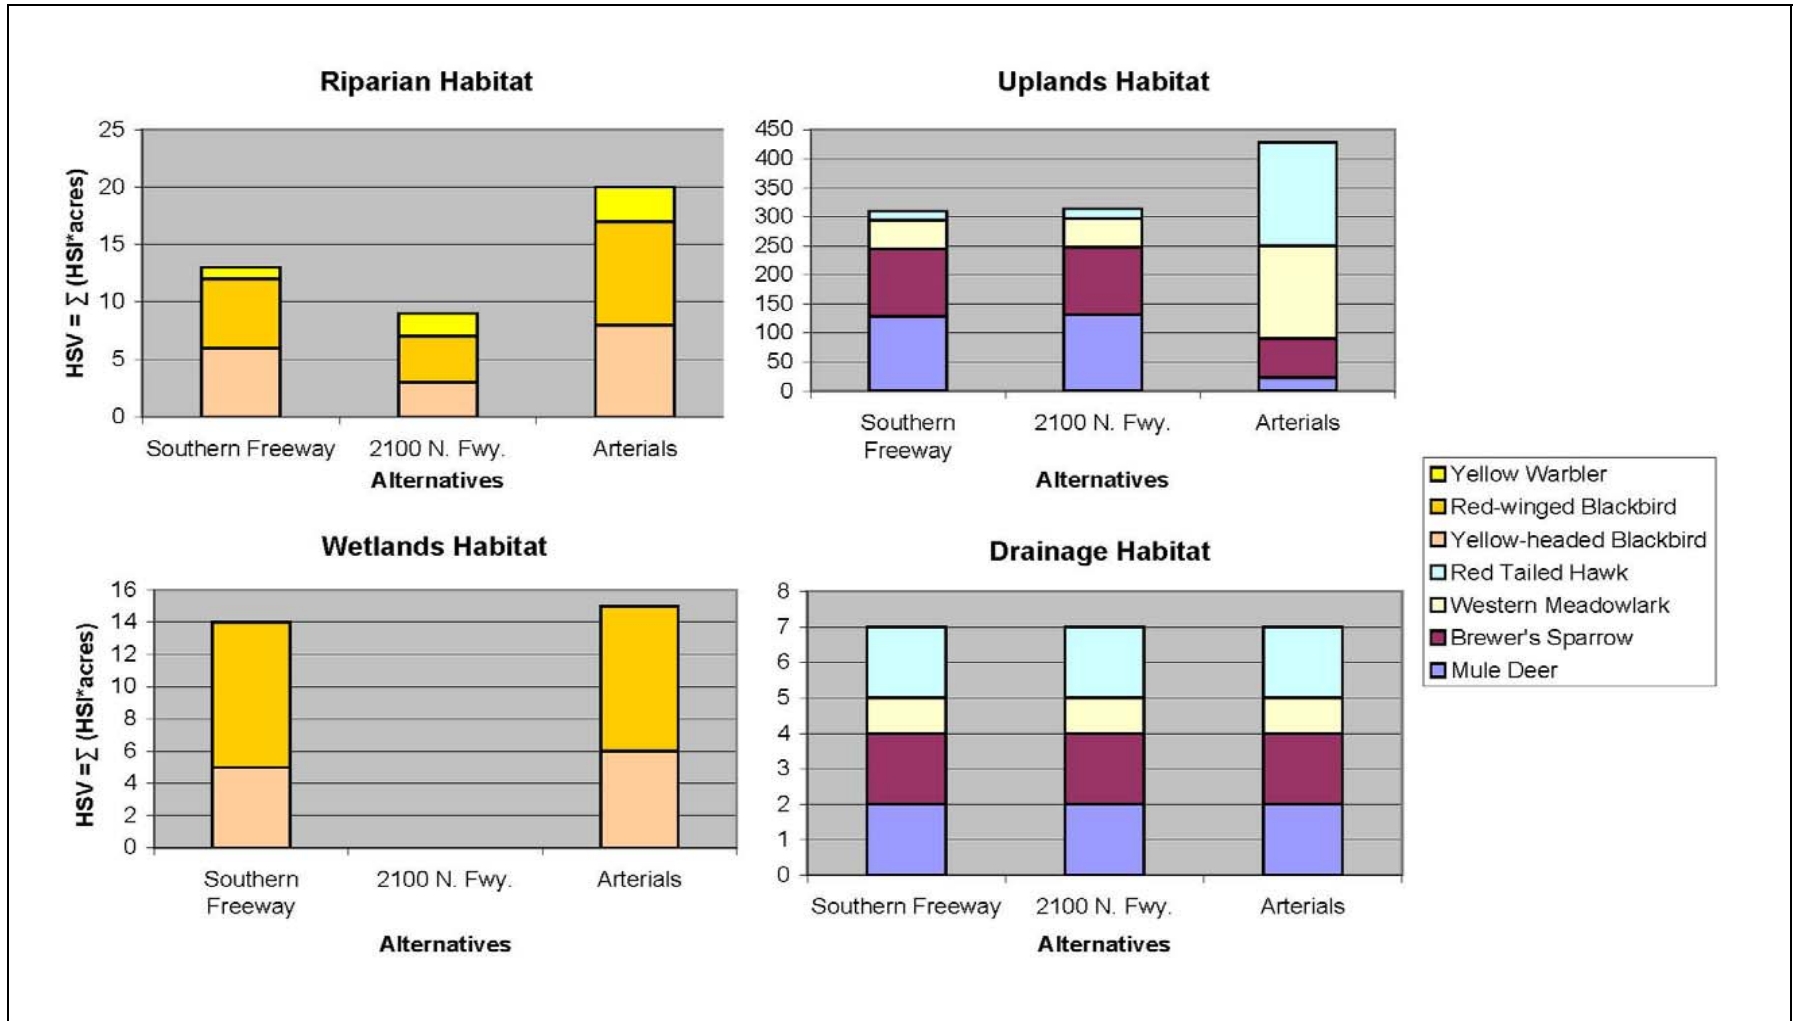 Riparian Habitat
25
20
15
10
5
0
HSV = ∑ (HSI*acres)
Southern Freeway
2100 N. Fwy.
Arterials
Alternatives
Uplands Habitat
450
400
350
300
250
200
150
100
50
0
Southern
Freeway
2100 N. Fwy.
Arterials
Alternatives
Yellow Warbler
Red-winged Blackbird
Yellow-headed Blackbird
Red Tailed Hawk
Western Meadowlark
Brewer's Sparrow
Mule Deer
Wetlands Habitat
16
14
12
10
8
6
4
2
0
HSV =∑ (HSI*acres)
Southern
Freeway
2100 N. Fwy.
Arterials
Alternatives
Drainage Habitat
8
7
6
5
4
3
2
1
0
Southern Freeway
2100 N. Fwy.
Arterials
Alternatives